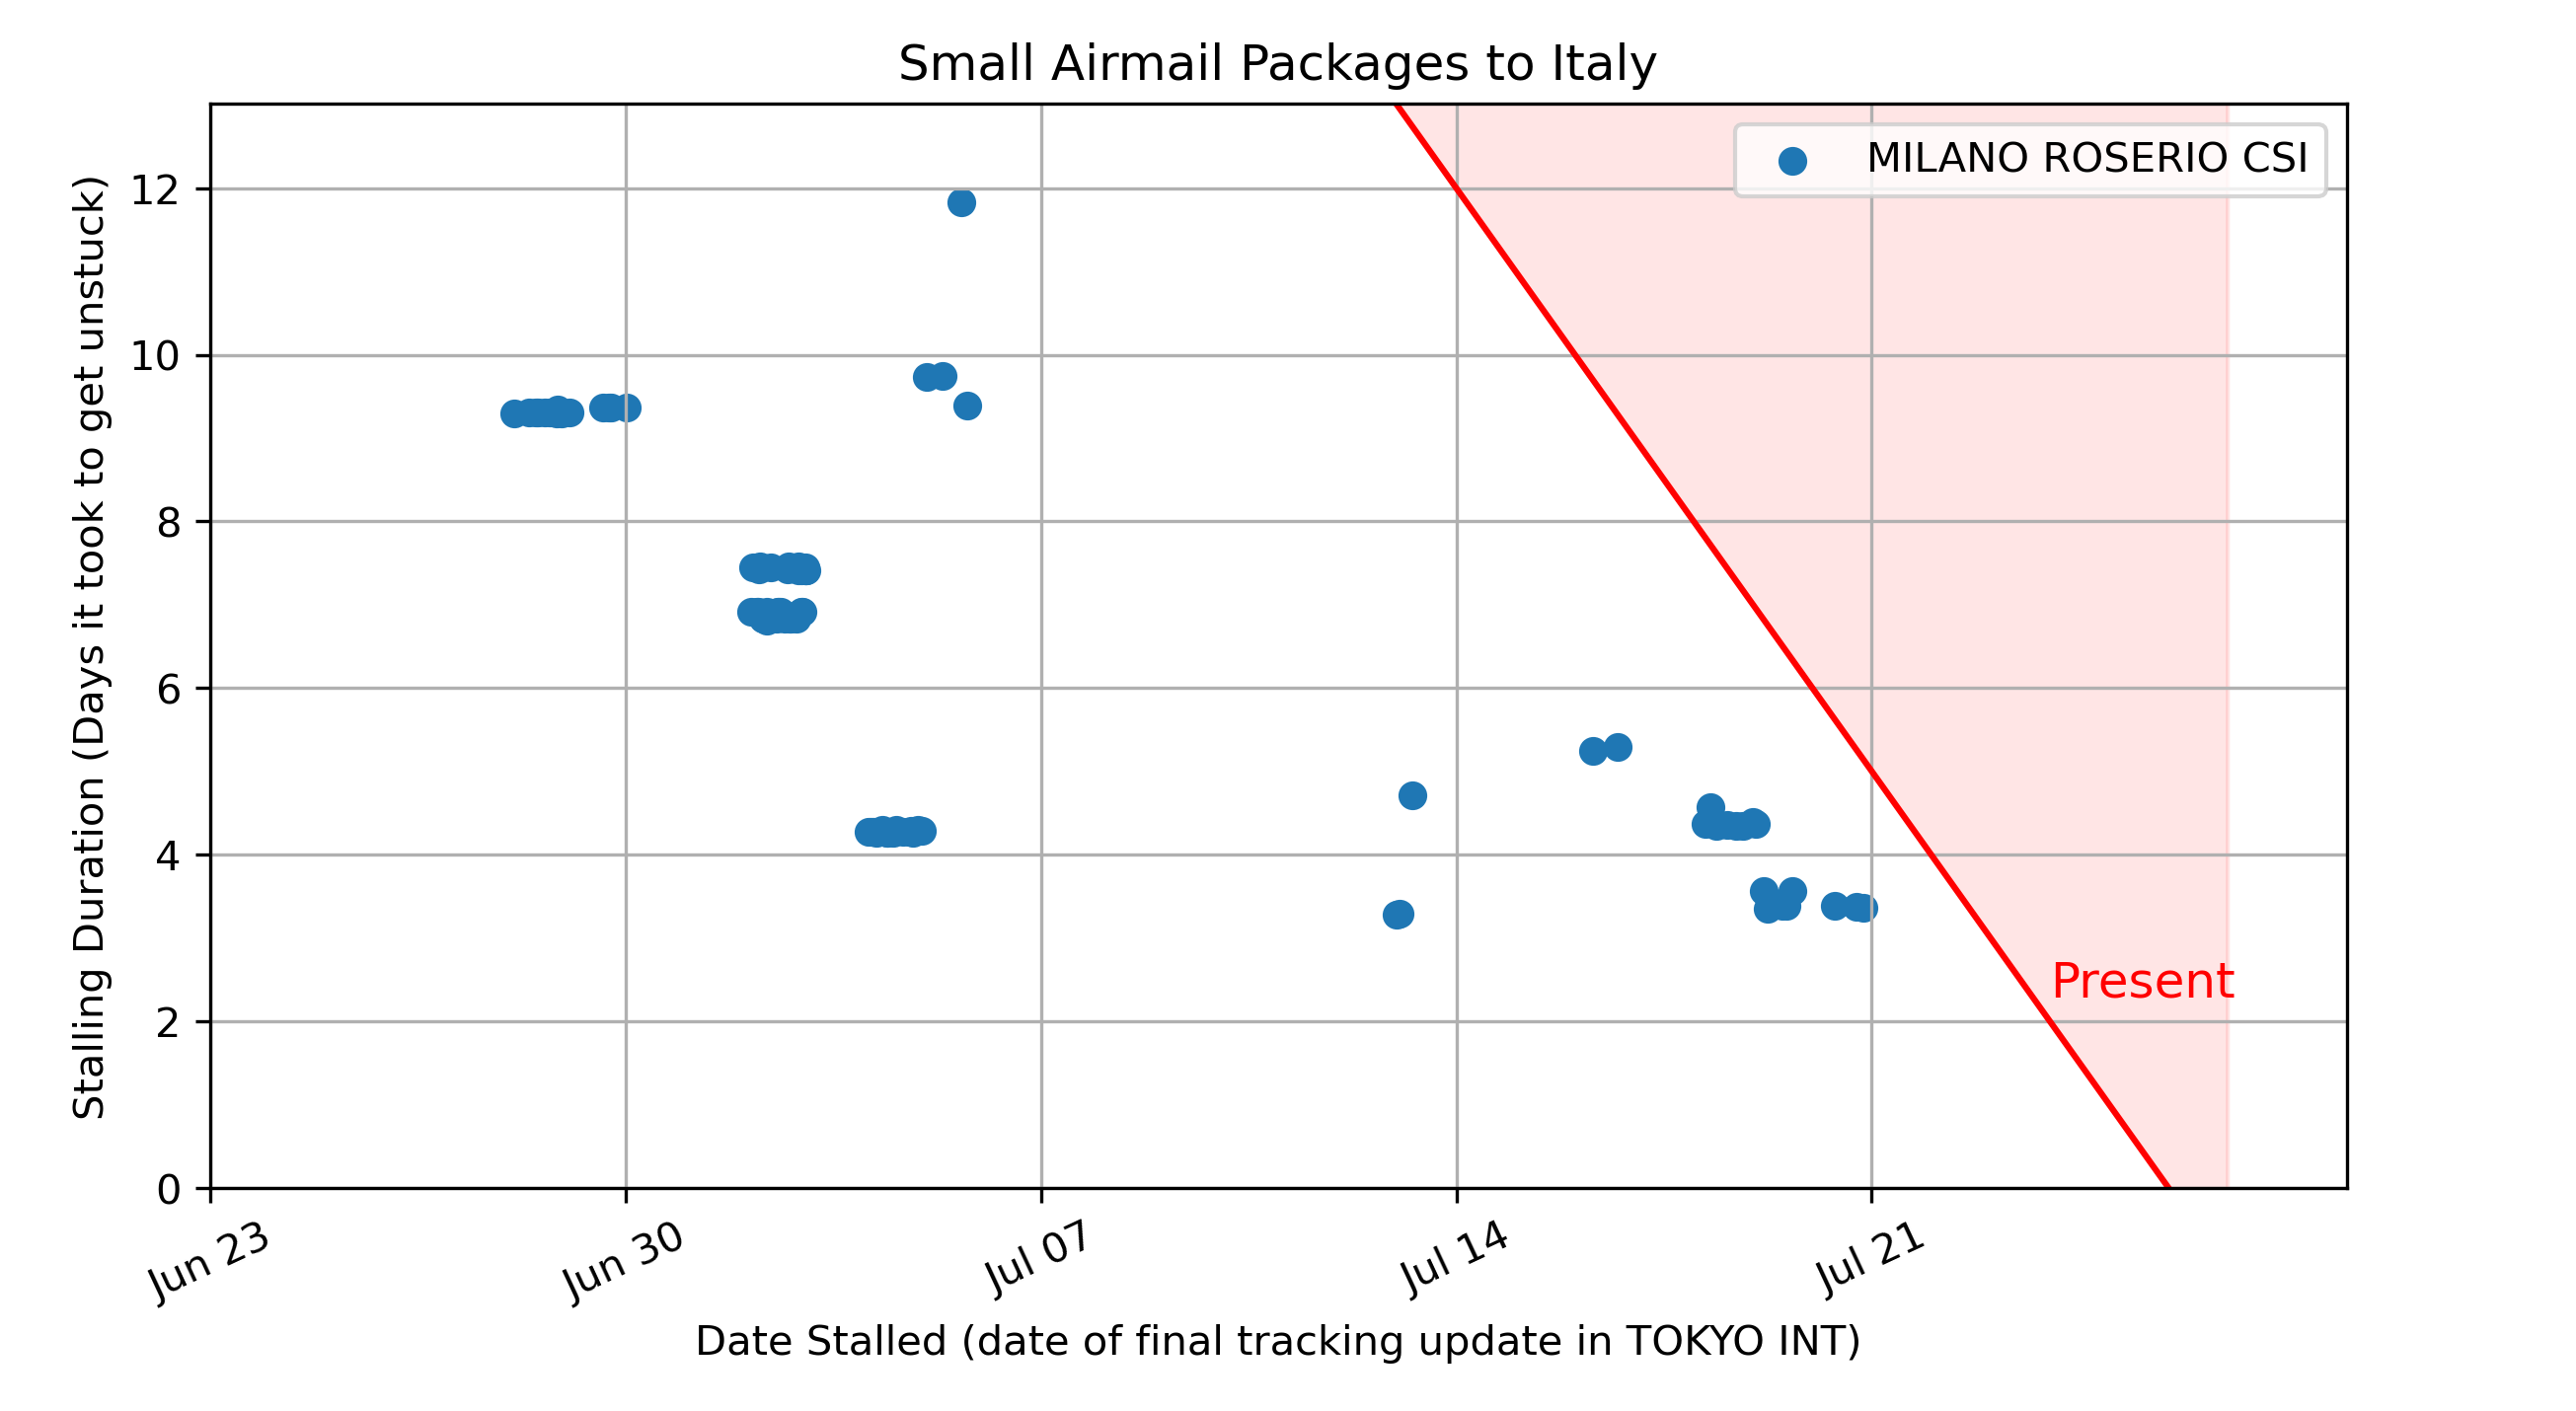 Small Airmail Packages to Italy
MILANO ROSERIO CSI
Stalling Duration (Days it took to get unstuck)
12
10
8
6
4
2
0
Present
Jun 23
Jun 30
Jul 07
Jul 14
Jul 21
Date Stalled (date of final tracking update in TOKYO INT)